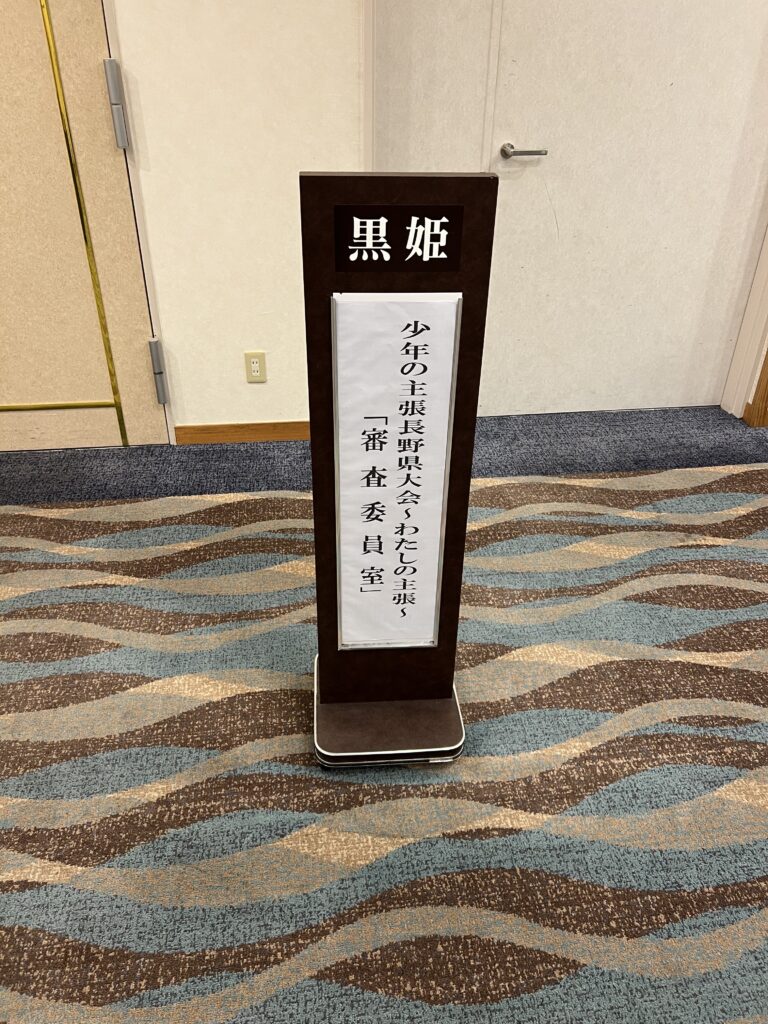 黒姫
少年の主張長野県大会～わたしの主張～
「審査委員室」